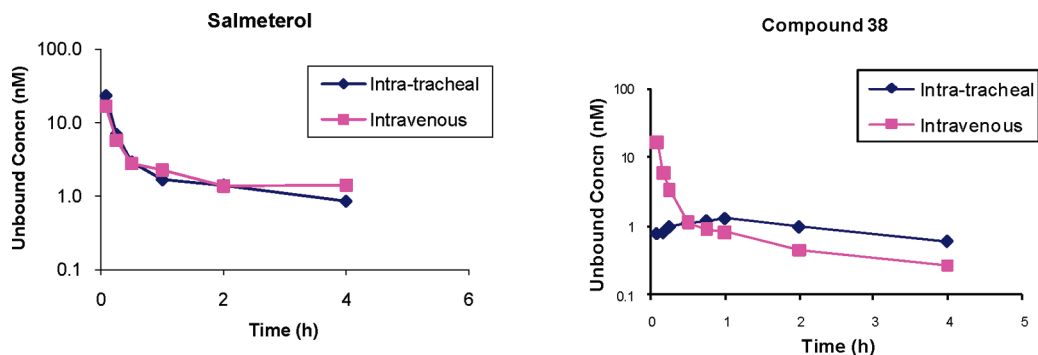 Salmeterol
Unbound Concn (nM)
100.0
10.0
1.0
0.1
0
2
4
6
Time (h)
Intra-tracheal
Intravenous
Compound 38
Unbound Concn (nM)
100
10
1
0.1
0
1
2
3
4
5
Time (h)
Intra-tracheal
Intravenous